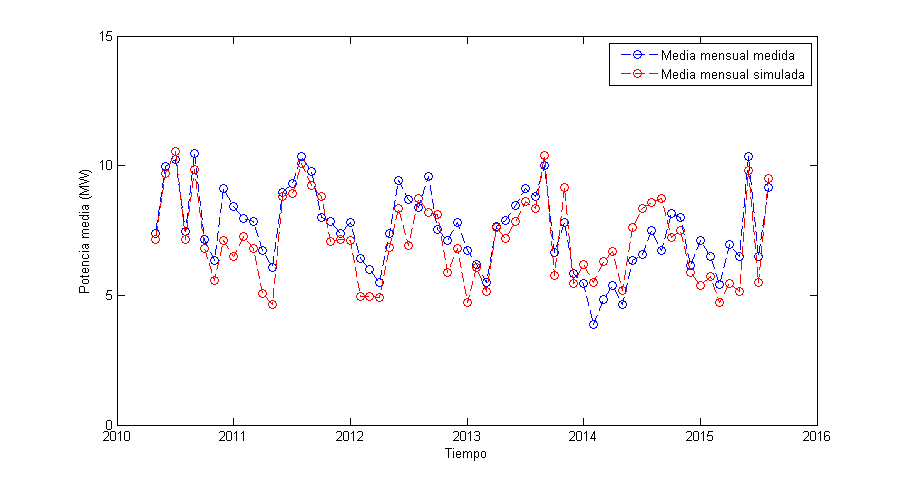 15
Media mensual medida
Media mensual simulada
10
Potencia media (MW)
5
0
2010 2011 2012 2013 2014 2015 2016
Tiempo